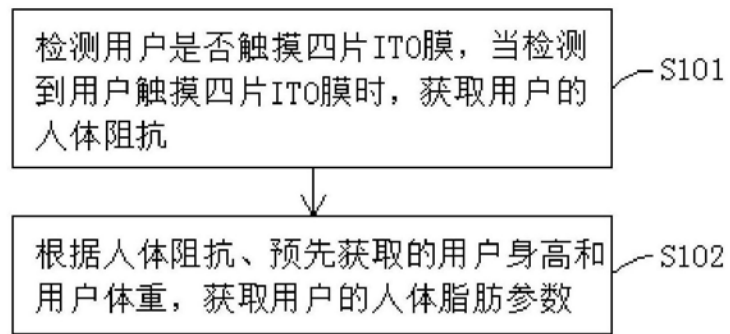 检测用户是否触摸四片ITO膜，当检测
到用户触摸四片ITO膜时，获取用户的
人体阻抗
S101
根据人体阻抗、预先获取的用户身高和
用户体重，获取用户的人体脂肪参数
S102